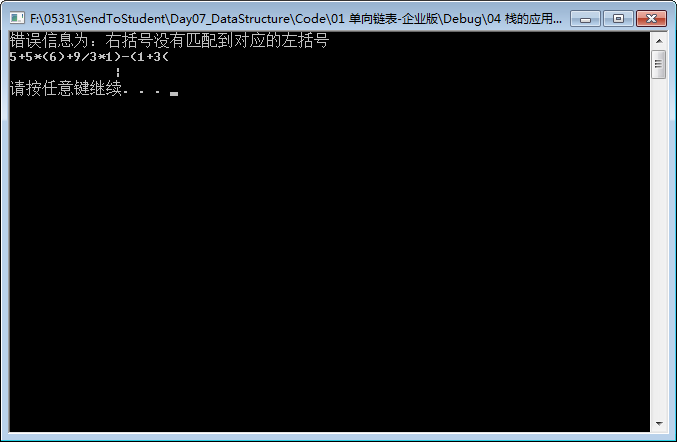 F:\0531\SendToStudent\Day07_DataStructure\Code\01 单向链表-企业版\Debug\04 栈的应用...
错误信息为: 右括号没有匹配到对应的左括号
5+5*(6)+9/3*1)-(1+3(
¦
请按任意键继续. . .